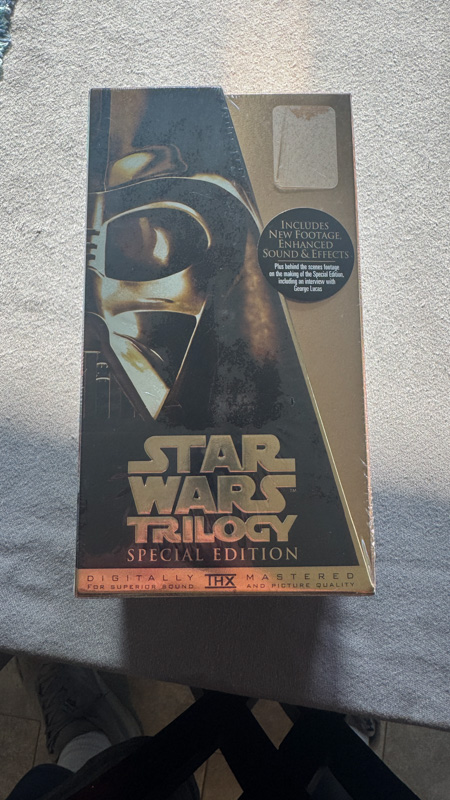 INCLUDES
NEW FOOTAGE,
ENHANCED
SOUND & EFFECTS
Plus behind the scenes footage
on the making of the Special Edition,
including an interview with
George Lucas
STAR
WARS™
TRILOGY
SPECIAL EDITION
DIGITALLY THX MASTERED
FOR SUPERIOR SOUND AND PICTURE QUALITY